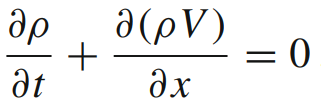 ∂ρ/∂t + ∂(ρV)/∂x = 0